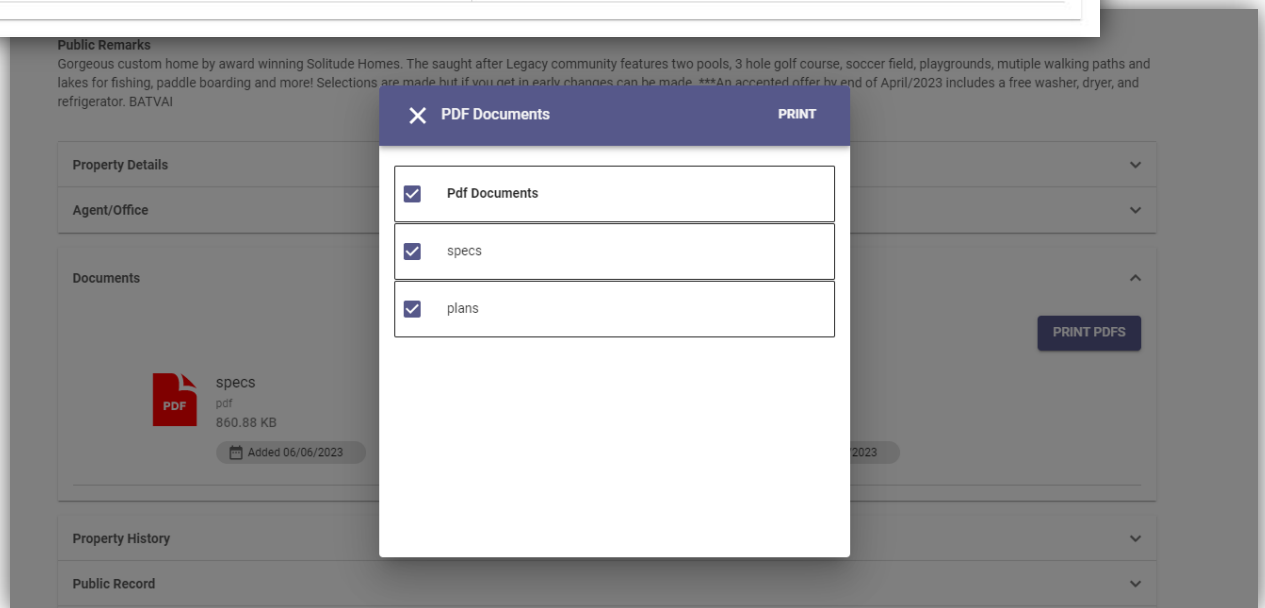 Public Remarks
Gorgeous custom home by award winning Solitude Homes. The saught after Legacy community features two pools, 3 hole golf course, soccer field, playgrounds, mutiple walking paths and
lakes for fishing, paddle boarding and more! Selections are made but if you get in early changes can be made. ***An accepted offer by end of April/2023 includes a free washer, dryer, and
refrigerator. BATVAI
PDF Documents
PRINT
Property Details
Pdf Documents
Agent/Office
specs
Documents
plans
PRINT PDFS
PDF
specs
pdf
860.88 KB
Added 06/06/2023
2023
Property History
Public Record